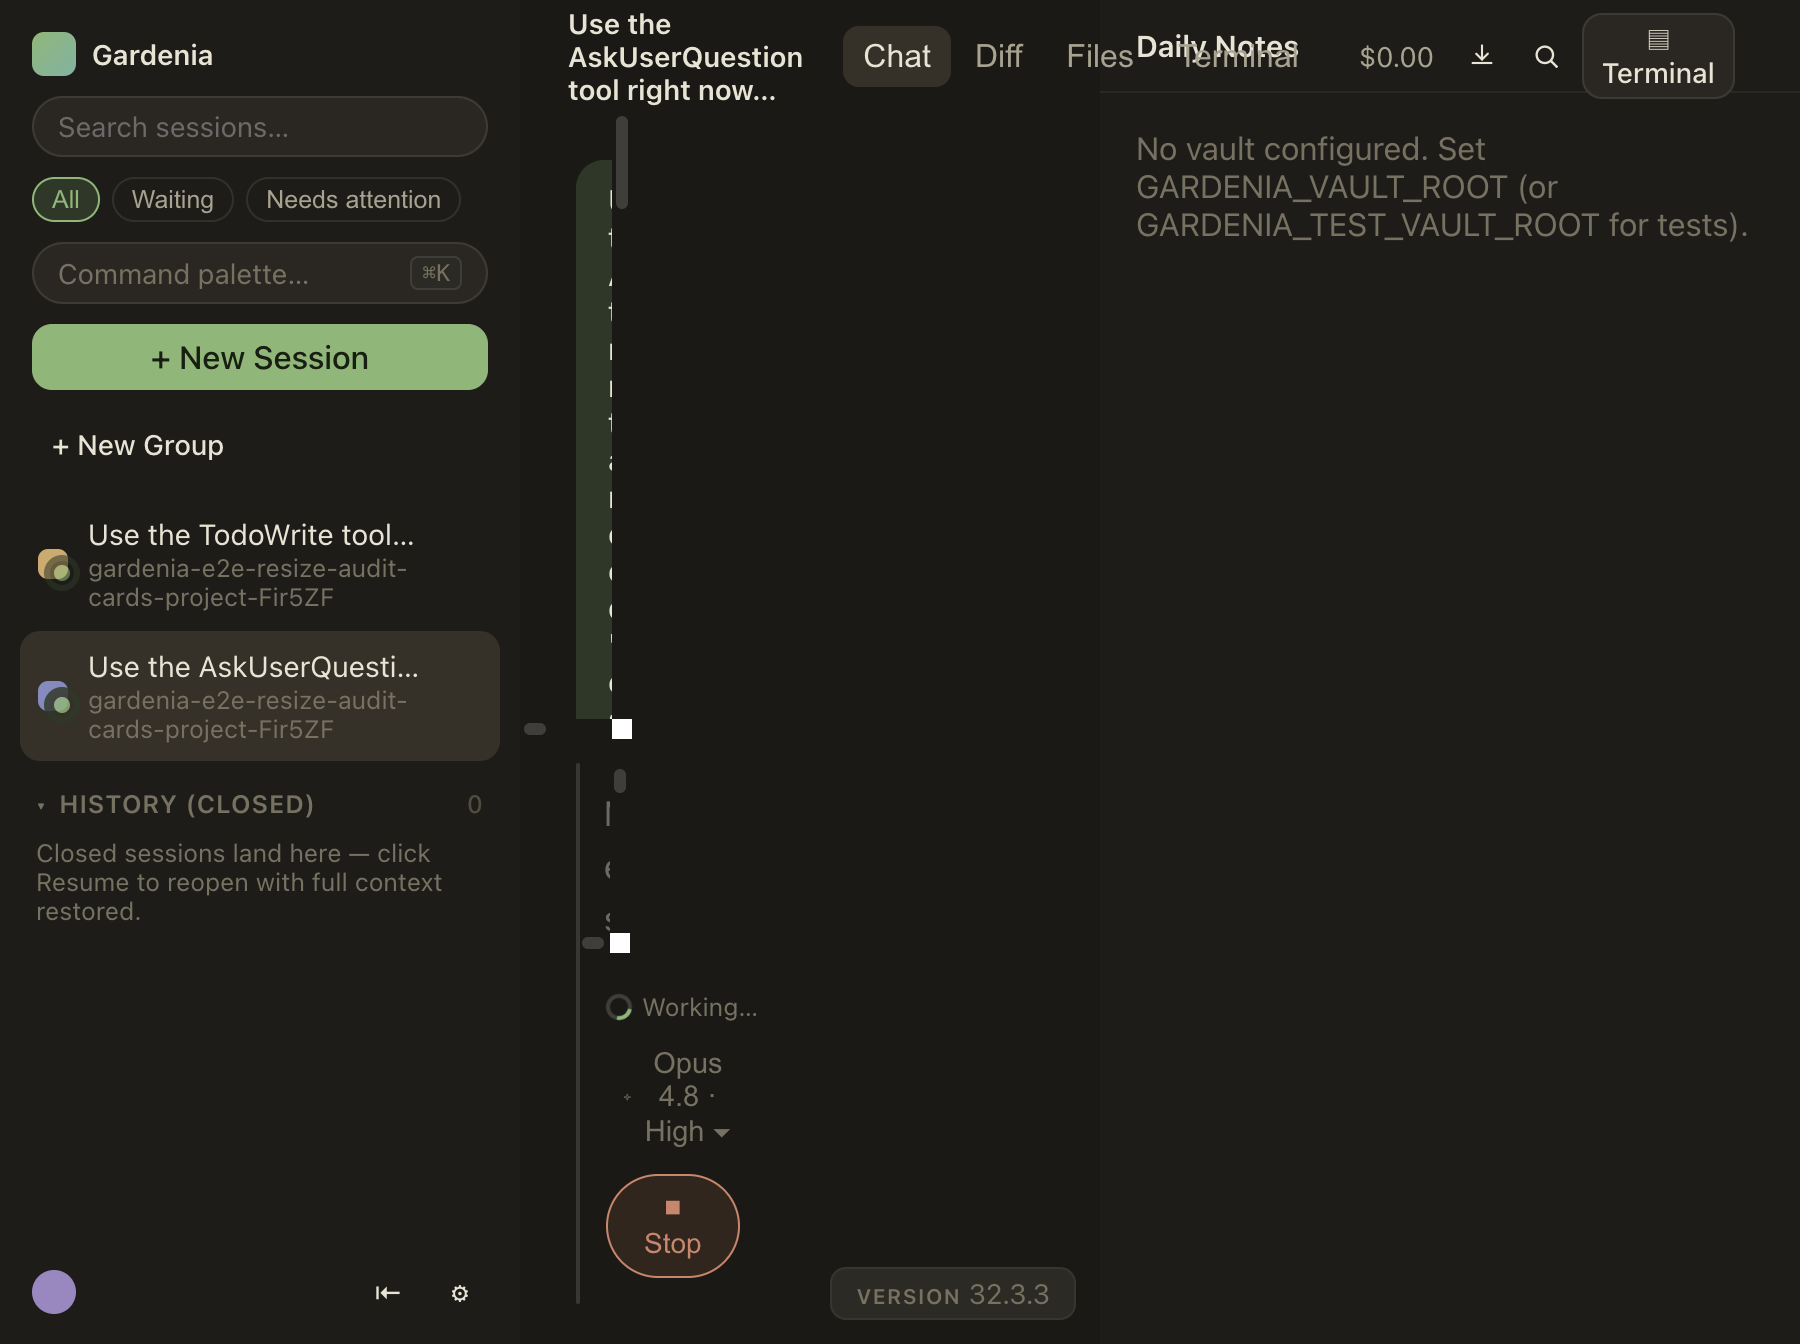 Gardenia
Search sessions...
All
Waiting
Needs attention
Command palette...
⌘K
+ New Session
+ New Group
Use the TodoWrite tool...
gardenia-e2e-resize-audit-
cards-project-Fir5ZF
Use the AskUserQuesti...
gardenia-e2e-resize-audit-
cards-project-Fir5ZF
HISTORY (CLOSED)
0
Closed sessions land here — click
Resume to reopen with full context
restored.
Use the
AskUserQuestion
tool right now...
Chat
Diff
Files
Terminal
Working...
Opus
4.8 ·
High
Stop
VERSION 32.3.3
Daily Notes
$0.00
Terminal
No vault configured. Set
GARDENIA_VAULT_ROOT (or
GARDENIA_TEST_VAULT_ROOT for tests).